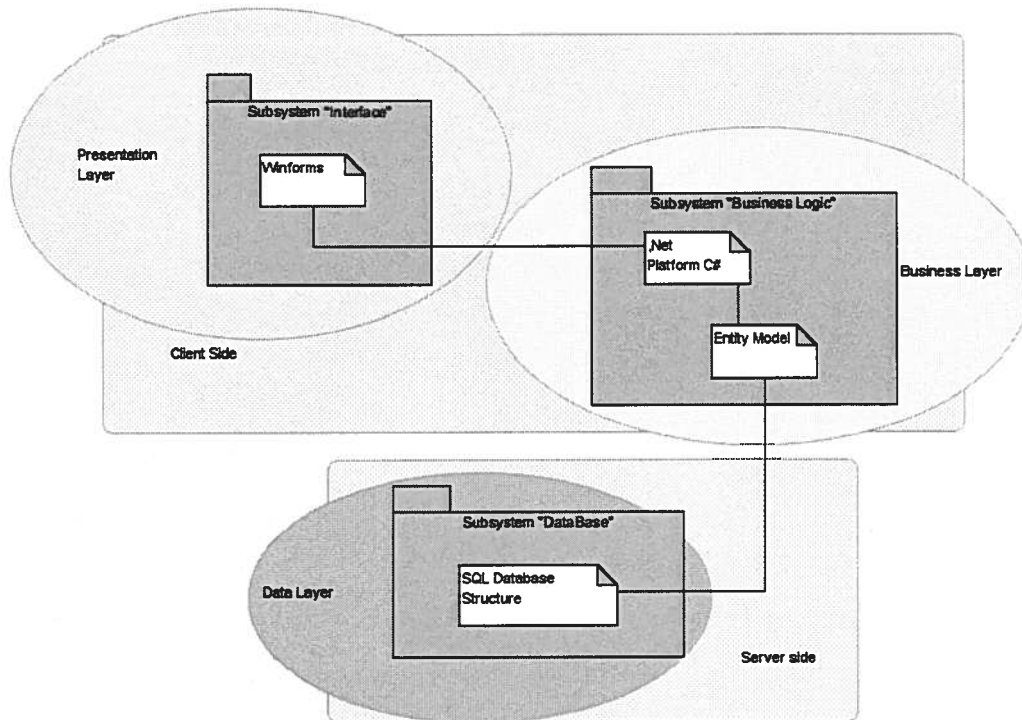 Subsystem "Interface"
Presentation
Layer
Winforms
Subsystem "Business Logic"
.Net
Platform C#
Business Layer
Entity Model
Client Side
Subsystem "DataBase"
SQL Database
Structure
Data Layer
Server side